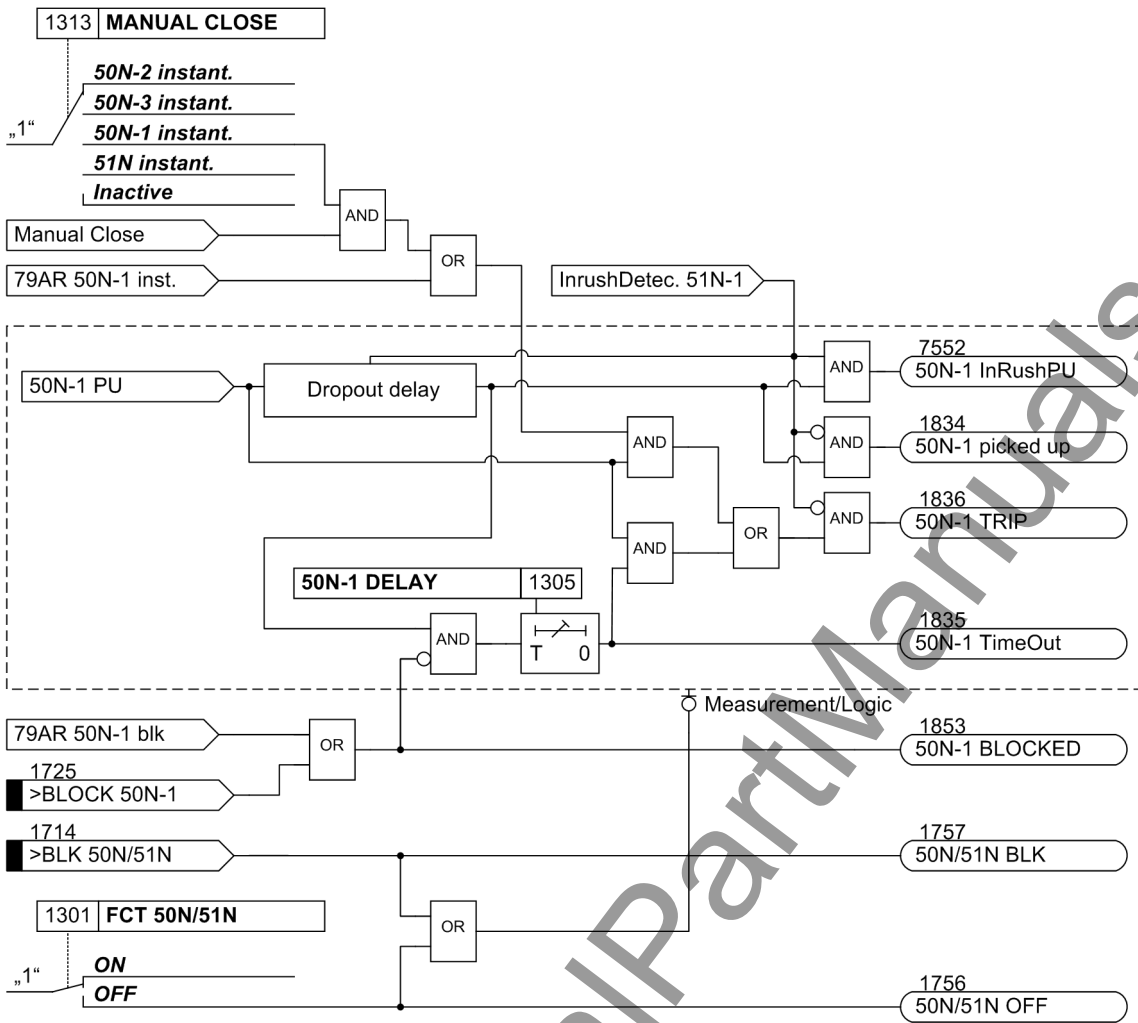 1313 MANUAL CLOSE
50N-2 instant.
50N-3 instant.
„1“
50N-1 instant.
51N instant.
Inactive
AND
Manual Close
OR
79AR 50N-1 inst.
InrushDetec. 51N-1
7552
AND
50N-1 InRushPU
50N-1 PU
Dropout delay
1834
AND
AND
50N-1 picked up
1836
AND
50N-1 TRIP
OR
AND
50N-1 DELAY 1305
1835
AND
T 0
50N-1 TimeOut
Measurement/Logic
79AR 50N-1 blk
OR
1853
50N-1 BLOCKED
1725
>BLOCK 50N-1
1714
>BLK 50N/51N
1757
50N/51N BLK
1301 FCT 50N/51N
OR
ON
„1“
OFF
1756
50N/51N OFF